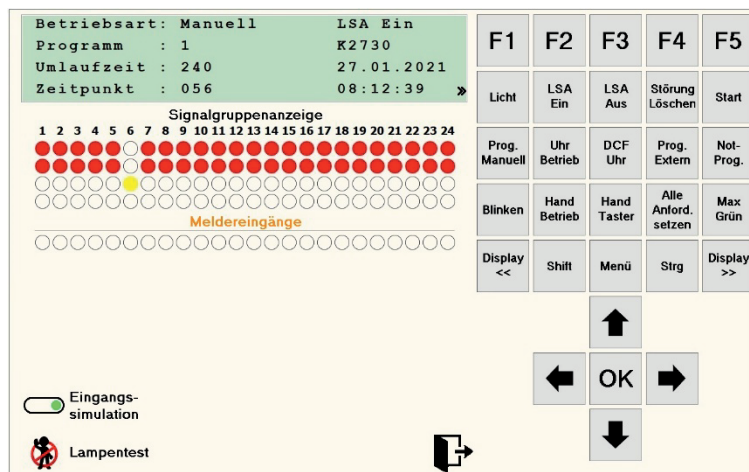 Betriebsart: Manuell LSA Ein
Programm : 1 K2730
Umlaufzeit : 240 27.01.2021
Zeitpunkt : 056 08:12:39 »
Signalgruppenanzeige
1 2 3 4 5 6 7 8 9 10 11 12 13 14 15 16 17 18 19 20 21 22 23 24
Meldereingänge
Eingangs-
simulation
Lampentest
F1 F2 F3 F4 F5
Licht
LSA
Ein
LSA
Aus
Störung
Löschen
Start
Prog.
Manuell
Uhr
Betrieb
DCF
Uhr
Prog.
Extern
Not-
Prog.
Blinken
Hand
Betrieb
Hand
Taster
Alle
Anford.
setzen
Max
Grün
Display
<<
Shift
Menü
Strg
Display
>>
OK